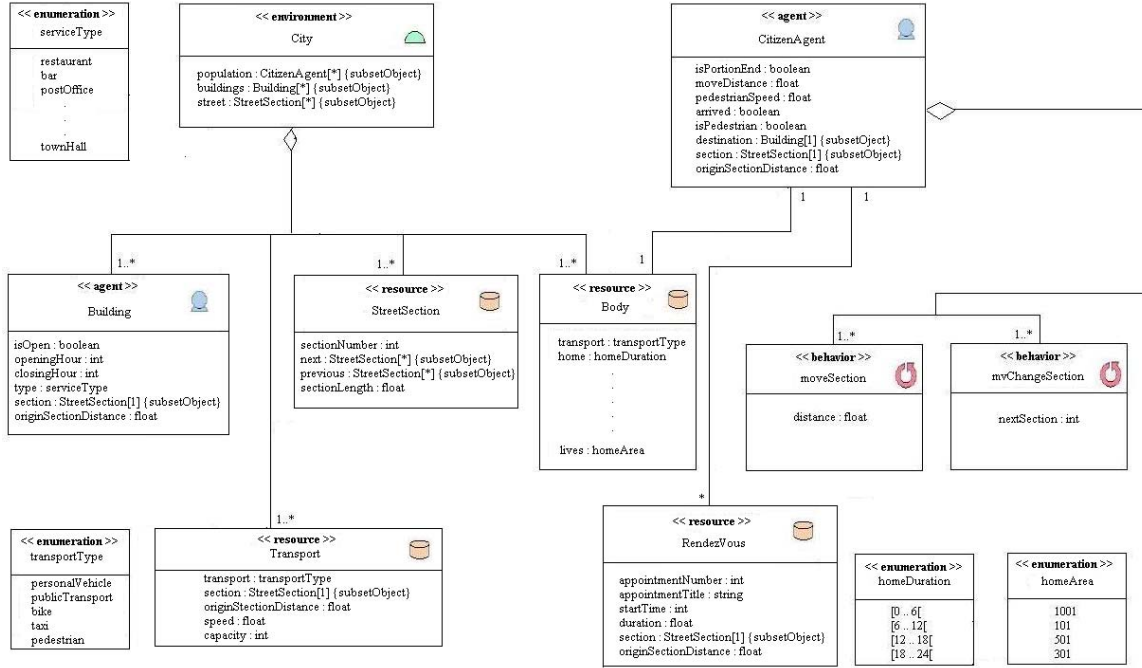 << enumeration >>
serviceType
restaurant
bar
postOffice
.
.
.
townHall
<< environment >>
City
population : CitizenAgent[*] {subsetObject}
buildings : Building[*] {subsetObject}
street : StreetSection[*] {subsetObject}
<< agent >>
CitizenAgent
isPortionEnd : boolean
moveDistance : float
pedestrianSpeed : float
arrived : boolean
isPedestrian : boolean
destination : Building[1] {subsetOject}
section : StreetSection[1] {subsetObject}
originSectionDistance : float
1
1
1..*
1..*
1..*
1
<< agent >>
Building
isOpen : boolean
openingHour : int
closingHour : int
type : serviceType
section : StreetSection[1] {subsetObject}
originSectionDistance : float
<< resource >>
StreetSection
sectionNumber : int
next : StreetSection[*] {subsetObject}
previous : StreetSection[*] {subsetObject}
sectionLength : float
<< resource >>
Body
transport : transportType
home : homeDuration
.
.
.
.
.
lives : homeArea
1..*
1..*
<< behavior >>
moveSection
distance : float
<< behavior >>
mvChangeSection
nextSection : int
1..*
*
<< enumeration >>
transportType
personalVehicle
publicTransport
bike
taxi
pedestrian
<< resource >>
Transport
transport : transportType
section : StreetSection[1] {subsetObject}
originStectionDistance : float
speed : float
capacity : int
<< resource >>
RendezVous
appointmentNumber : int
appointmentTitle : string
startTime : int
duration : float
section : StreetSection[1] {subsetObject}
originSectionDistance : float
<< enumeration >>
homeDuration
[0 .. 6[
[6 .. 12[
[12 .. 18[
[18 .. 24[
<< enumeration >>
homeArea
1001
101
501
301